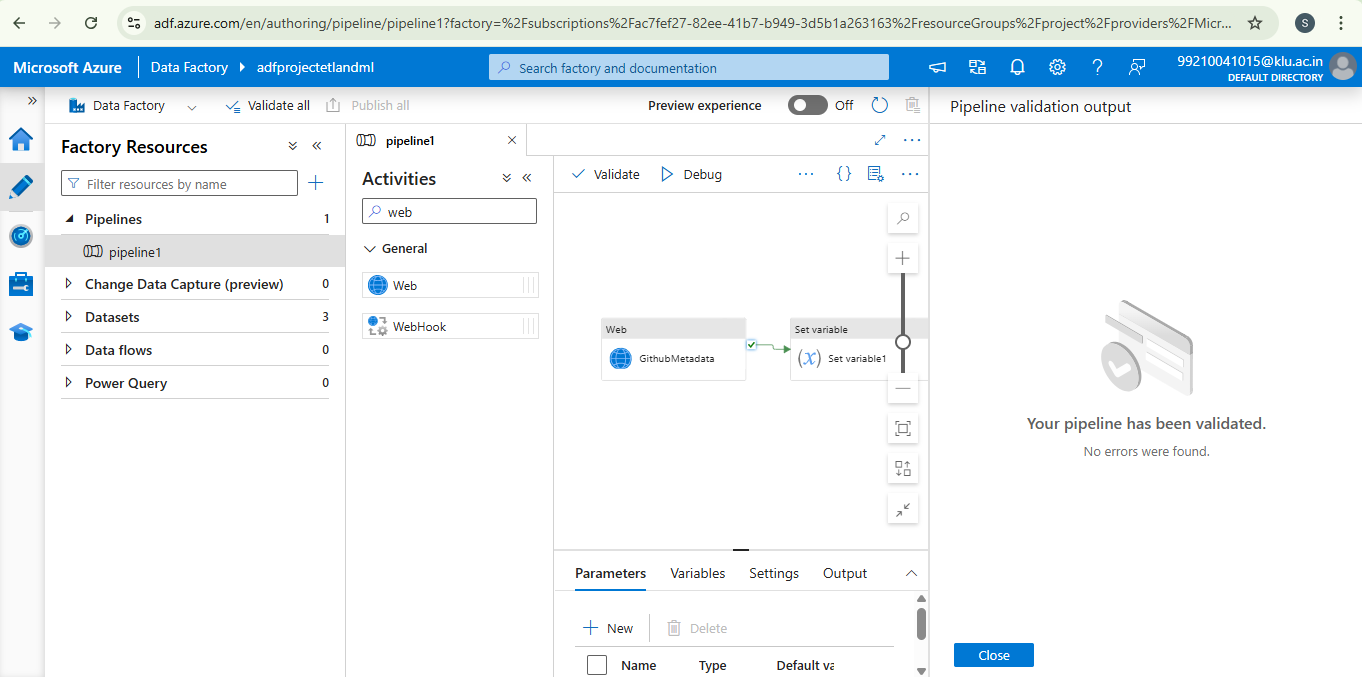 adf.azure.com/en/authoring/pipeline/pipeline1?factory=%2Fsubscriptions%2Fac7fef27-82ee-41b7-b949-3d5b1a263163%2FresourceGroups%2Fproject%2Fproviders%2FMicr...
S
Microsoft Azure
Data Factory
adfprojectetlandml
Search factory and documentation
99210041015@klu.ac.in
DEFAULT DIRECTORY
Data Factory
Validate all
Publish all
Preview experience
Off
Pipeline validation output
Factory Resources
Filter resources by name
Pipelines 1
pipeline1
Change Data Capture (preview) 0
Datasets 3
Data flows 0
Power Query 0
pipeline1
Activities
web
General
Web
WebHook
Validate
Debug
Web
GithubMetadata
Set variable
(x) Set variable1
Parameters
Variables
Settings
Output
New
Delete
Name
Type
Default va
Your pipeline has been validated.
No errors were found.
Close